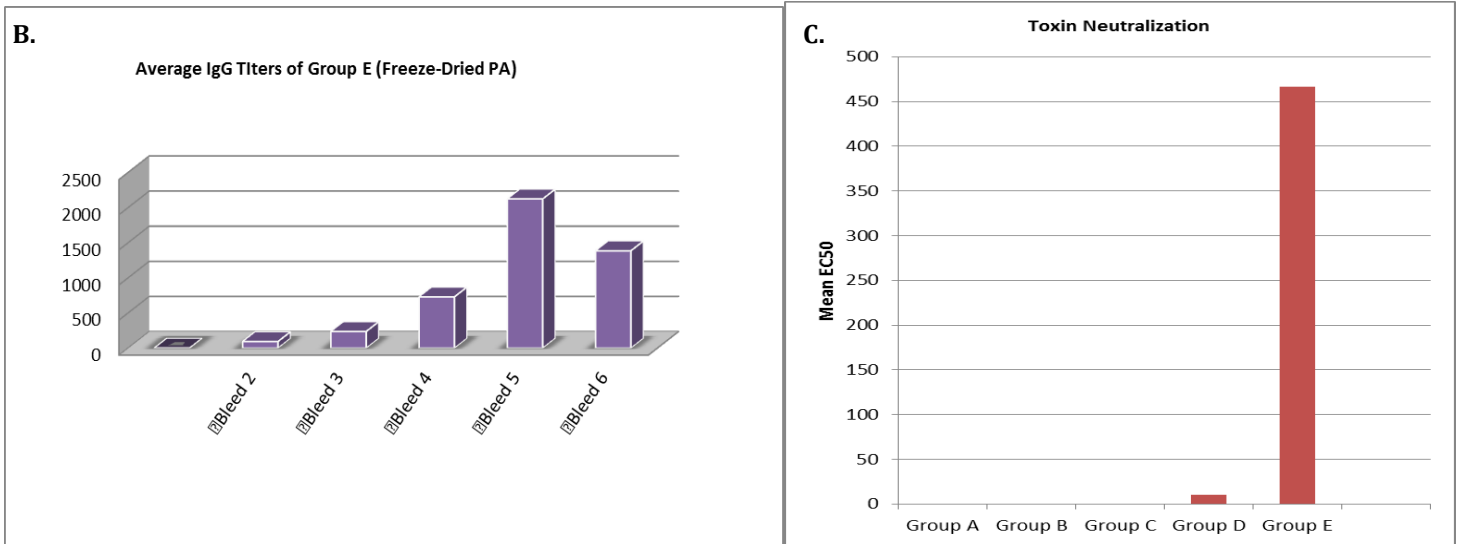 B.
Average IgG TIters of Group E (Freeze-Dried PA)
2500
2000
1500
1000
500
0
⍰Bleed 2
⍰Bleed 3
⍰Bleed 4
⍰Bleed 5
⍰Bleed 6
C.
Toxin Neutralization
Mean EC50
500
450
400
350
300
250
200
150
100
50
0
Group A Group B Group C Group D Group E